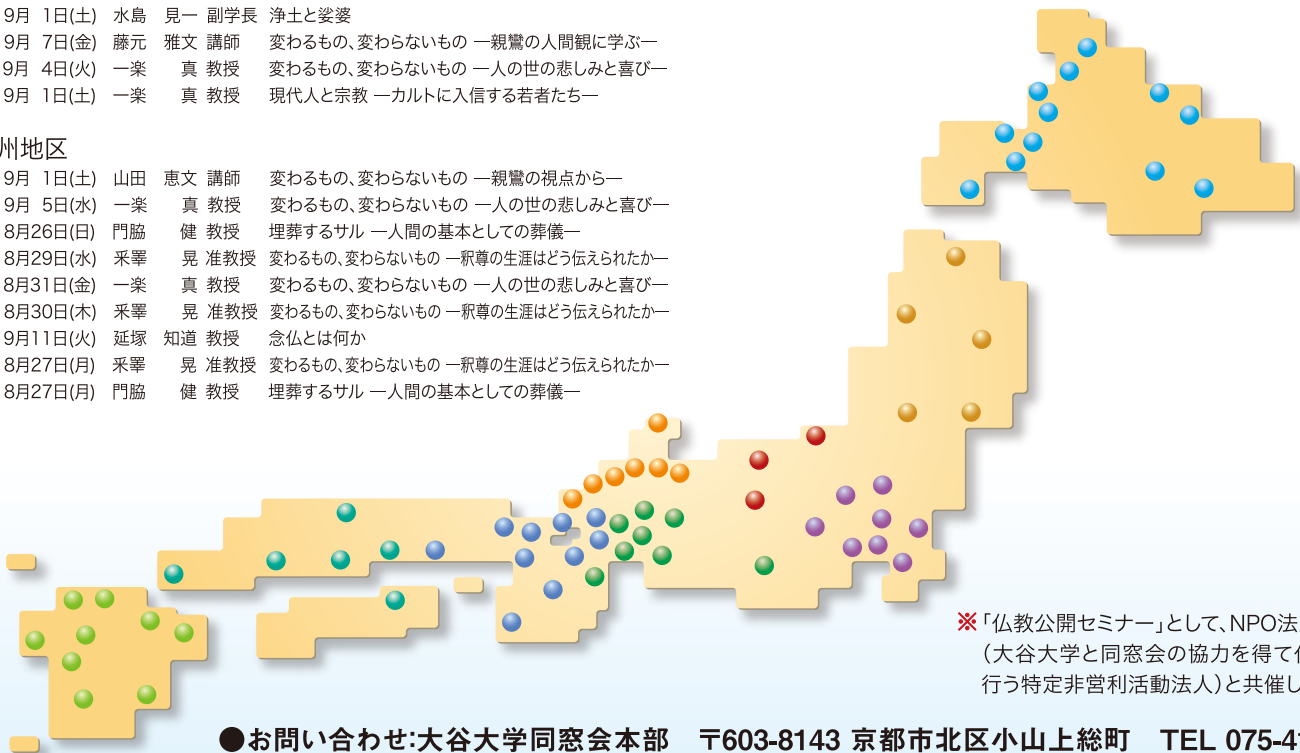 9月 1日(土) 水島 見一 副学長 浄土と娑婆
9月 7日(金) 藤元 雅文 講師 変わるもの、変わらないもの ―親鸞の人間観に学ぶ―
9月 4日(火) 一楽 真 教授 変わるもの、変わらないもの ―人の世の悲しみと喜び―
9月 1日(土) 一楽 真 教授 現代人と宗教 ―カルトに入信する若者たち―
州地区
9月 1日(土) 山田 恵文 講師 変わるもの、変わらないもの ―親鸞の視点から―
9月 5日(水) 一楽 真 教授 変わるもの、変わらないもの ―人の世の悲しみと喜び―
8月26日(日) 門脇 健 教授 埋葬するサル ―人間の基本としての葬儀―
8月29日(水) 釆睪 晃 准教授 変わるもの、変わらないもの ―釈尊の生涯はどう伝えられたか―
8月31日(金) 一楽 真 教授 変わるもの、変わらないもの ―人の世の悲しみと喜び―
8月30日(木) 釆睪 晃 准教授 変わるもの、変わらないもの ―釈尊の生涯はどう伝えられたか―
9月11日(火) 延塚 知道 教授 念仏とは何か
8月27日(月) 釆睪 晃 准教授 変わるもの、変わらないもの ―釈尊の生涯はどう伝えられたか―
8月27日(月) 門脇 健 教授 埋葬するサル ―人間の基本としての葬儀―
※「仏教公開セミナー」として、NPO法
(大谷大学と同窓会の協力を得て
行う特定非営利活動法人)と共催し
●お問い合わせ:大谷大学同窓会本部 〒603-8143 京都市北区小山上総町 TEL 075-4